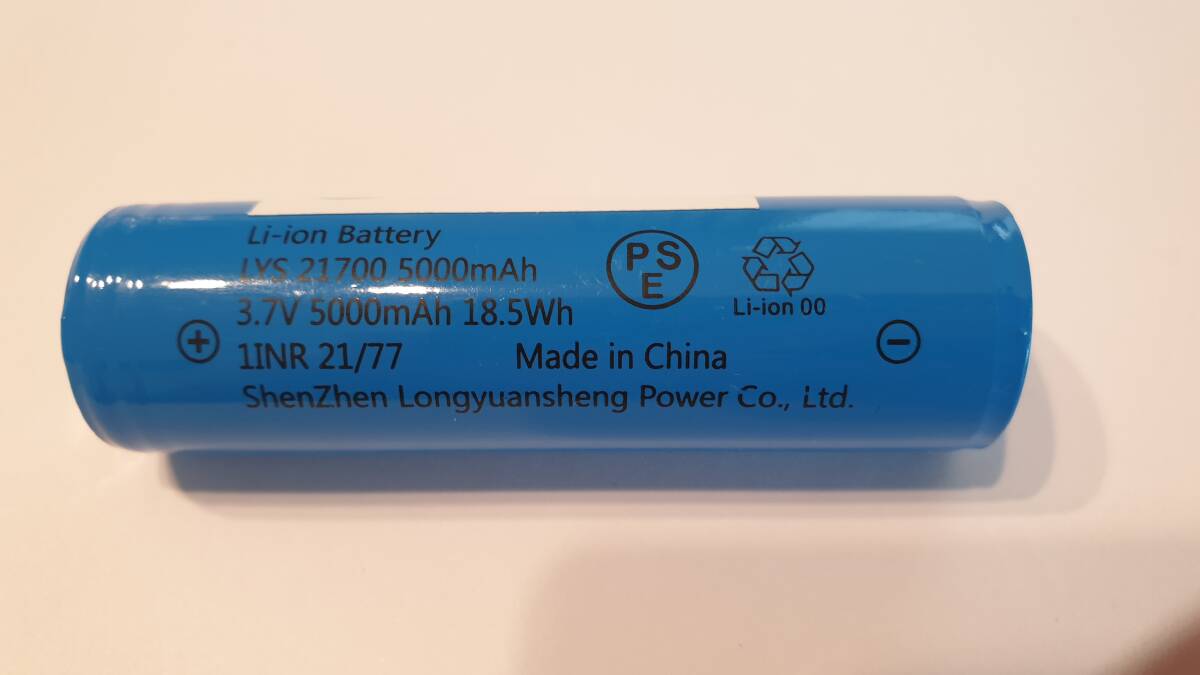 Li-ion Battery
LYS 21700 5000mAh
3.7V 5000mAh 18.5Wh
1INR 21/77 Made in China
ShenZhen Longyuansheng Power Co., Ltd.
PSE
Li-ion 00
+
−